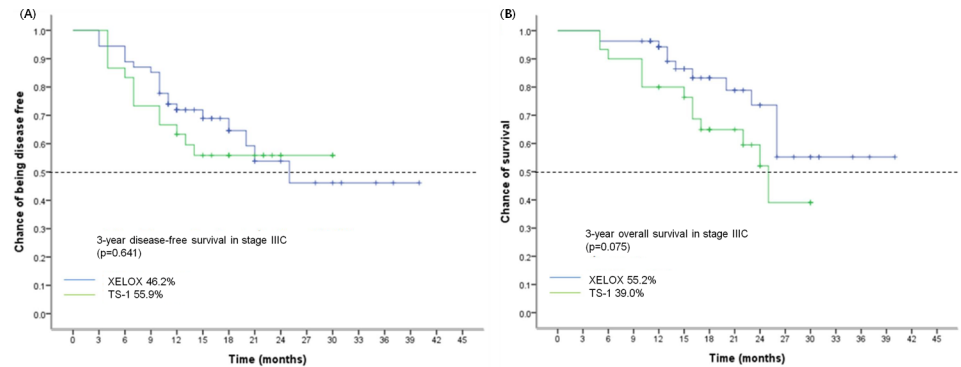 (A)
Chance of being disease free
1.0
0.9
0.8
0.7
0.6
0.5
0.4
0.3
0.2
0.1
0.0
3-year disease-free survival in stage IIIC
(p=0.641)
XELOX 46.2%
TS-1 55.9%
0 3 6 9 12 15 18 21 24 27 30 33 36 39 42 45
Time (months)
(B)
Chance of survival
1.0
0.9
0.8
0.7
0.6
0.5
0.4
0.3
0.2
0.1
0.0
3-year overall survival in stage IIIC
(p=0.075)
XELOX 55.2%
TS-1 39.0%
0 3 6 9 12 15 18 21 24 27 30 33 36 39 42 45
Time (months)